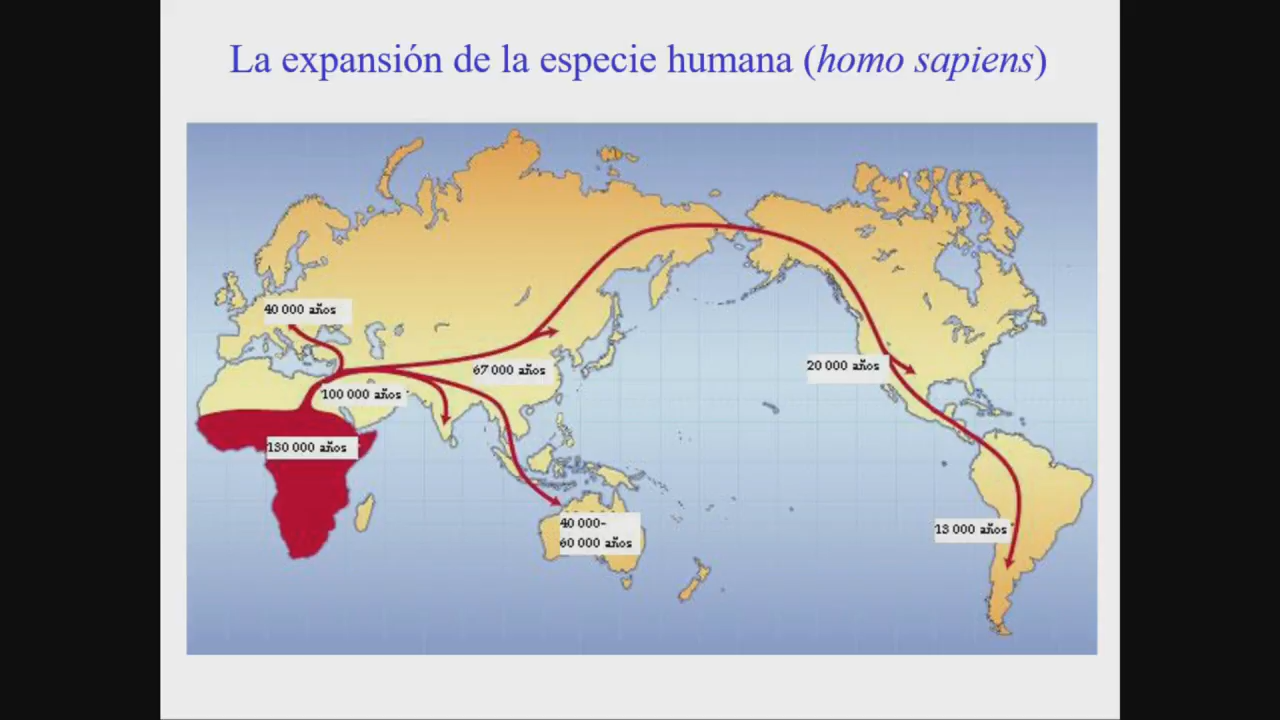 La expansión de la especie humana (homo sapiens)
40 000 años
67 000 años
20 000 años
100 000 años
130 000 años
40 000-
60 000 años
13 000 años